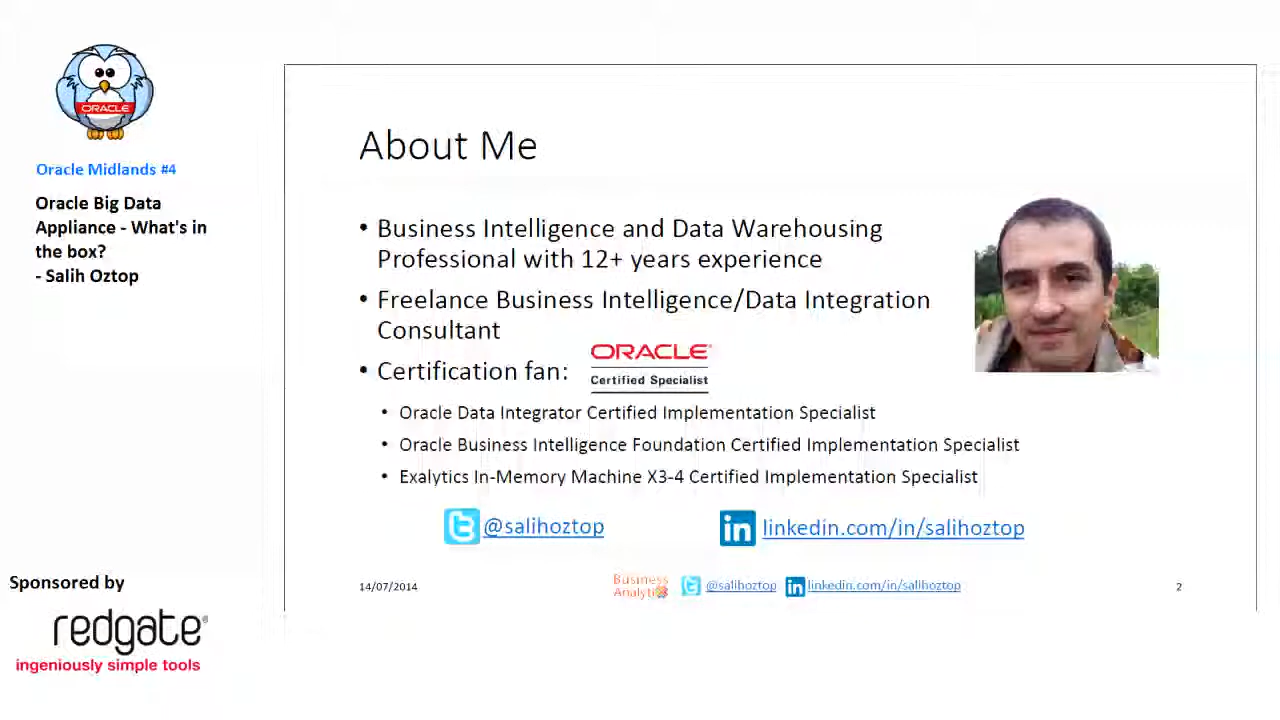 ORACLE
Oracle Midlands #4
Oracle Big Data
Appliance - What's in
the box?
- Salih Oztop
Sponsored by
redgate®
ingeniously simple tools
About Me
• Business Intelligence and Data Warehousing
Professional with 12+ years experience
• Freelance Business Intelligence/Data Integration
Consultant
• Certification fan:
ORACLE®
Certified Specialist
• Oracle Data Integrator Certified Implementation Specialist
• Oracle Business Intelligence Foundation Certified Implementation Specialist
• Exalytics In-Memory Machine X3-4 Certified Implementation Specialist
@salihoztop
in linkedin.com/in/salihoztop
14/07/2014
Business
Analytix
@salihoztop
in linkedin.com/in/salihoztop
2